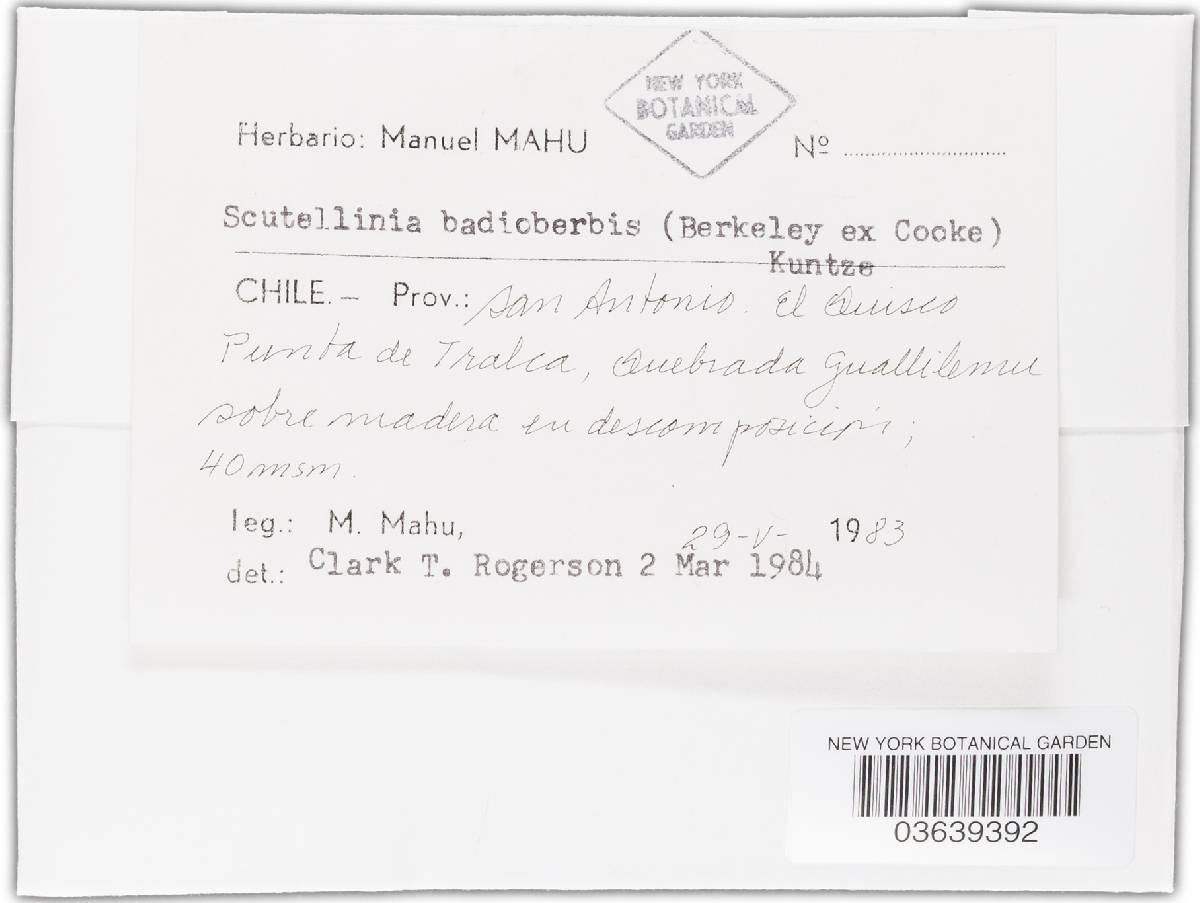 NEW YORK
BOTANICAL
GARDEN
Herbario: Manuel MAHU
Nº
Scutellinia badioberbis (Berkeley ex Cooke)
Kuntze
CHILE.- Prov.: San Antonio. El Quisco
Punta de Tralca, Quebrada Guallilemu
sobre madera en descomposición;
40 msm.
leg.: M. Mahu, 29-V- 1983
det.: Clark T. Rogerson 2 Mar 1984
NEW YORK BOTANICAL GARDEN
03639392